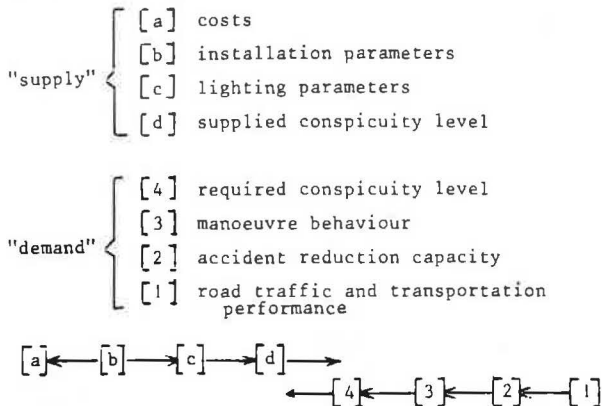 [a] costs
[b] installation parameters
"supply"
[c] lighting parameters
[d] supplied conspicuity level
[4] required conspicuity level
[3] manoeuvre behaviour
"demand"
[2] accident reduction capacity
[1] road traffic and transportation
performance
[a] [b] [c] [d]
[4] [3] [2] [1]